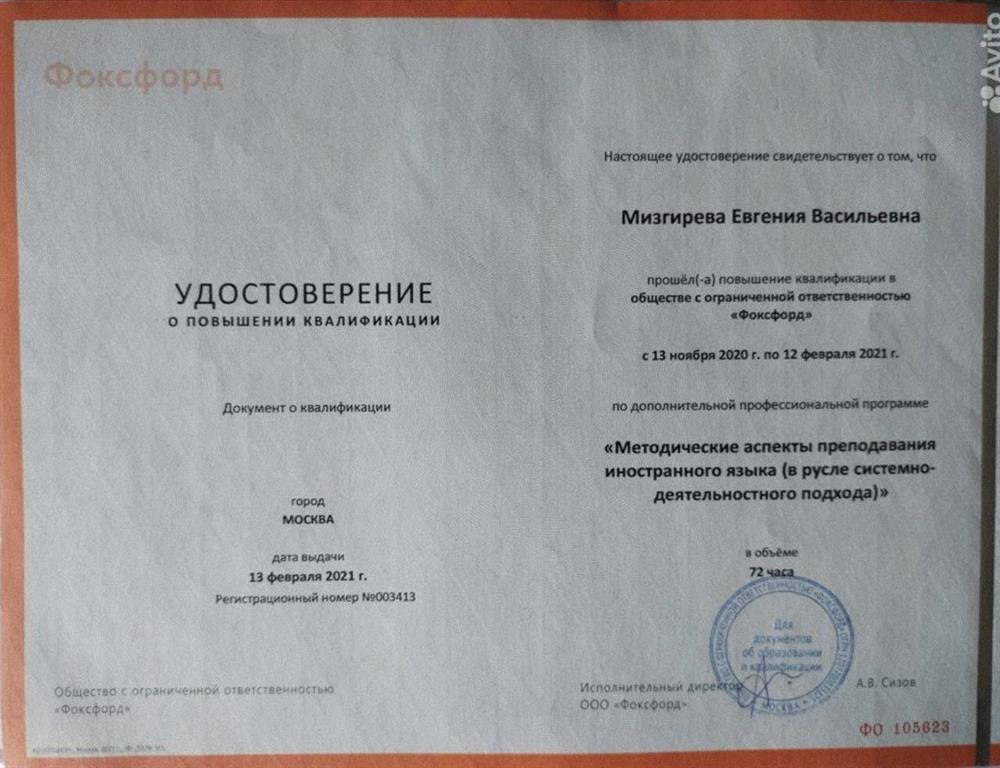 Фоксфорд
УДОСТОВЕРЕНИЕ
О ПОВЫШЕНИИ КВАЛИФИКАЦИИ
Документ о квалификации
город
МОСКВА
дата выдачи
13 февраля 2021 г.
Регистрационный номер №003413
Общество с ограниченной ответственностью
«Фоксфорд»
Настоящее удостоверение свидетельствует о том, что
Мизгирева Евгения Васильевна
прошёл(-а) повышение квалификации в
обществе с ограниченной ответственностью
«Фоксфорд»
с 13 ноября 2020 г. по 12 февраля 2021 г.
по дополнительной профессиональной программе
«Методические аспекты преподавания
иностранного языка (в русле системно-
деятельностного подхода)»
в объёме
72 часа
Для
документов
об образовании
и квалификации
МОСКВА
Исполнительный директор
ООО «Фоксфорд»
А.В. Сизов
ФО 105623
Avito